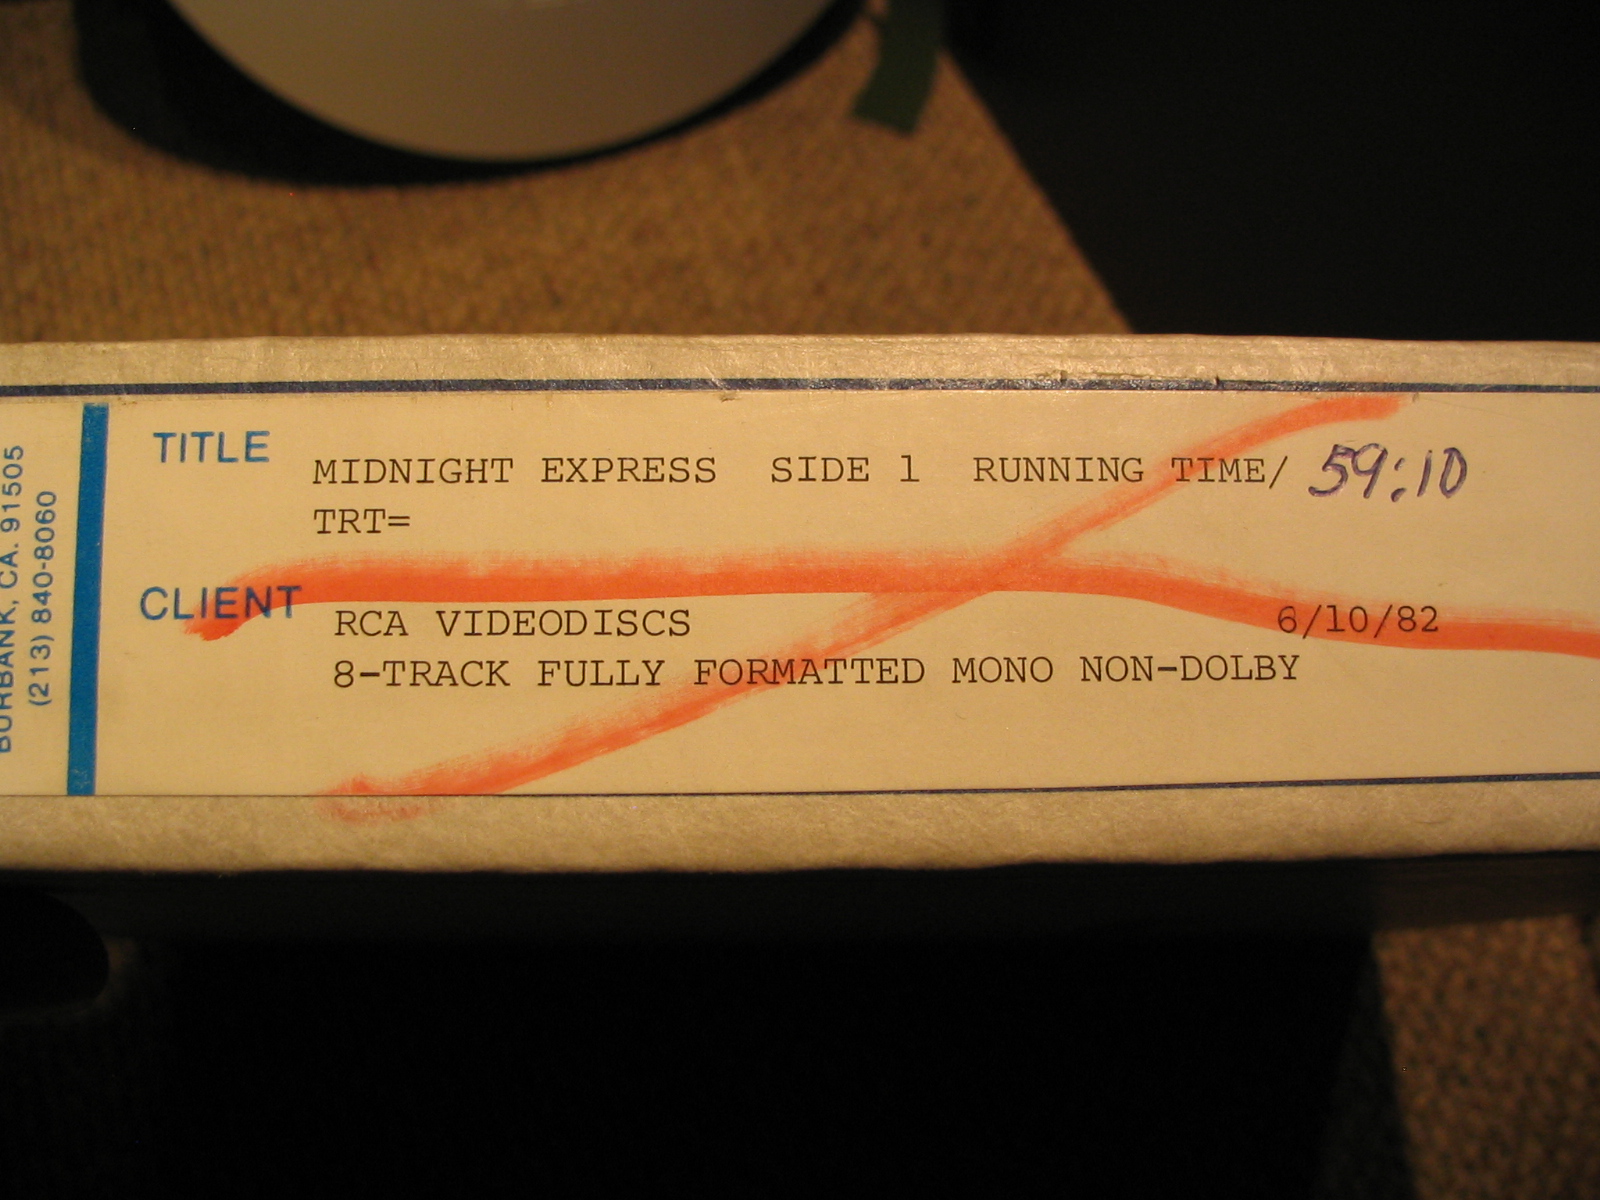 BURBANK, CA. 91505
(213) 840-8060
TITLE
MIDNIGHT EXPRESS SIDE 1 RUNNING TIME/ 59:10
TRT=
CLIENT
RCA VIDEODISCS 6/10/82
8-TRACK FULLY FORMATTED MONO NON-DOLBY